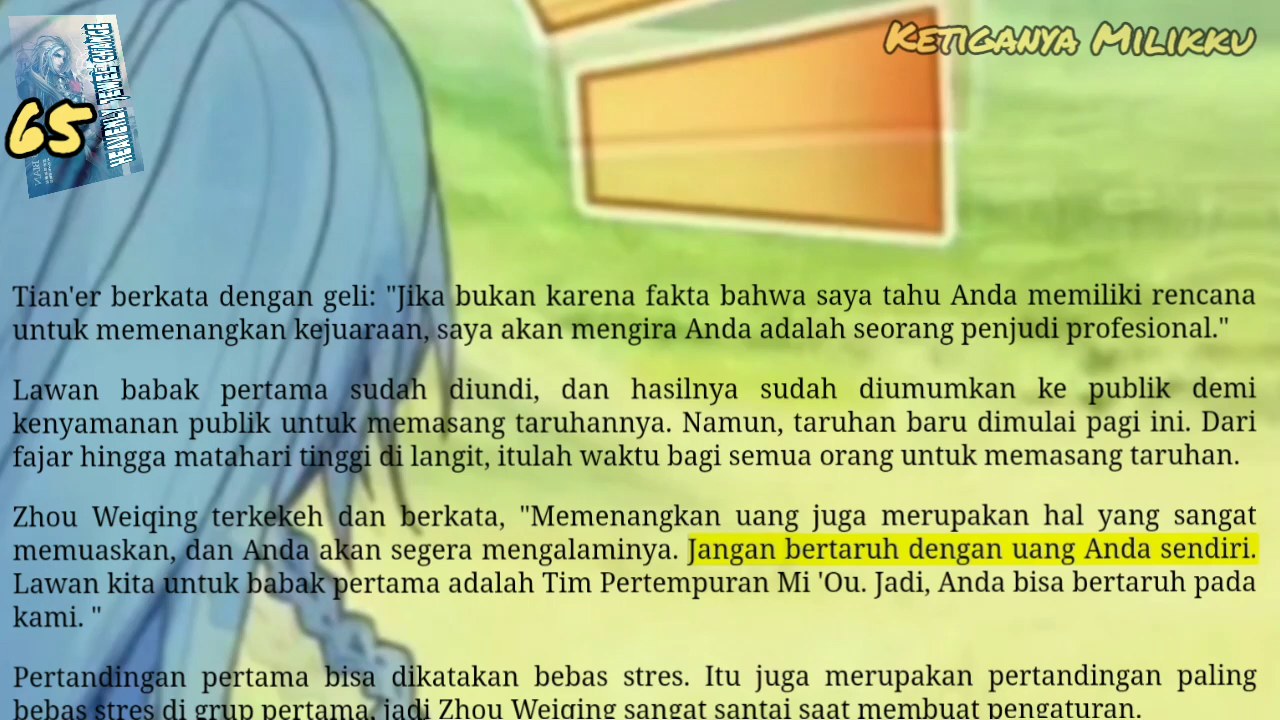 Ketiganya Milikku
HEAVENLY JEWEL CHANGE
65
Tian'er berkata dengan geli: "Jika bukan karena fakta bahwa saya tahu Anda memiliki rencana
untuk memenangkan kejuaraan, saya akan mengira Anda adalah seorang penjudi profesional."
Lawan babak pertama sudah diundi, dan hasilnya sudah diumumkan ke publik demi
kenyamanan publik untuk memasang taruhannya. Namun, taruhan baru dimulai pagi ini. Dari
fajar hingga matahari tinggi di langit, itulah waktu bagi semua orang untuk memasang taruhan.
Zhou Weiqing terkekeh dan berkata, "Memenangkan uang juga merupakan hal yang sangat
memuaskan, dan Anda akan segera mengalaminya. Jangan bertaruh dengan uang Anda sendiri.
Lawan kita untuk babak pertama adalah Tim Pertempuran Mi 'Ou. Jadi, Anda bisa bertaruh pada
kami. "
Pertandingan pertama bisa dikatakan bebas stres. Itu juga merupakan pertandingan paling
bebas stres di grup pertama, jadi Zhou Weiqing sangat santai saat membuat pengaturan.